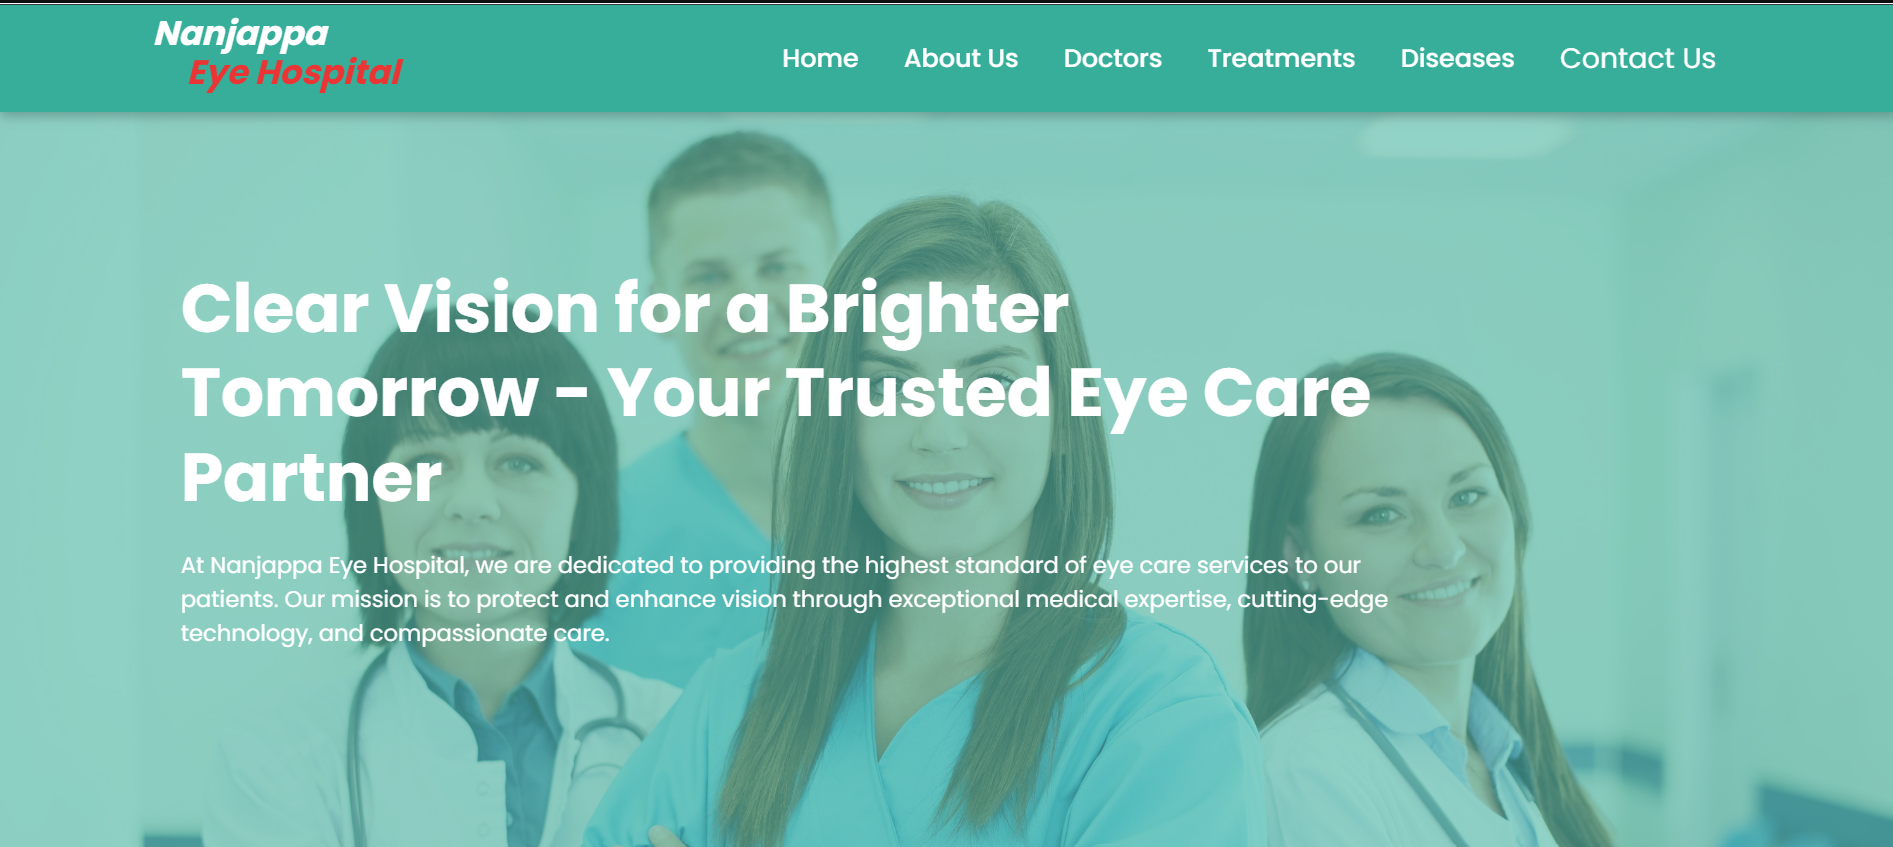 Nanjappa
Eye Hospital
Home About Us Doctors Treatments Diseases Contact Us
Clear Vision for a Brighter
Tomorrow - Your Trusted Eye Care
Partner
At Nanjappa Eye Hospital, we are dedicated to providing the highest standard of eye care services to our
patients. Our mission is to protect and enhance vision through exceptional medical expertise, cutting-edge
technology, and compassionate care.